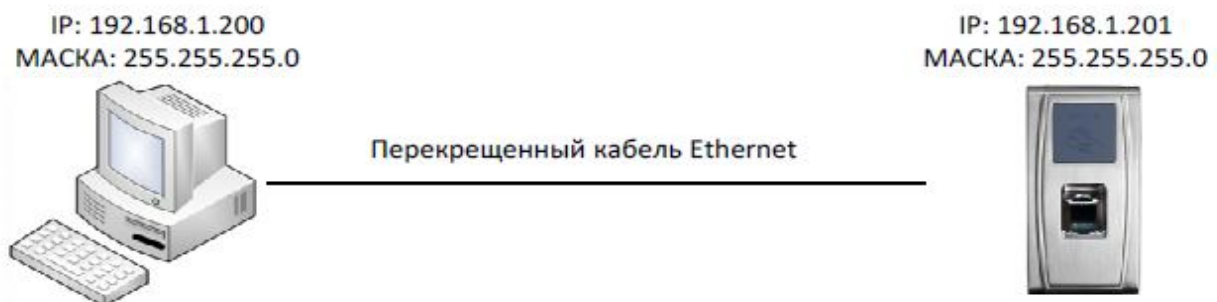 IP: 192.168.1.200
МАСКА: 255.255.255.0
IP: 192.168.1.201
МАСКА: 255.255.255.0
Перекрещенный кабель Ethernet